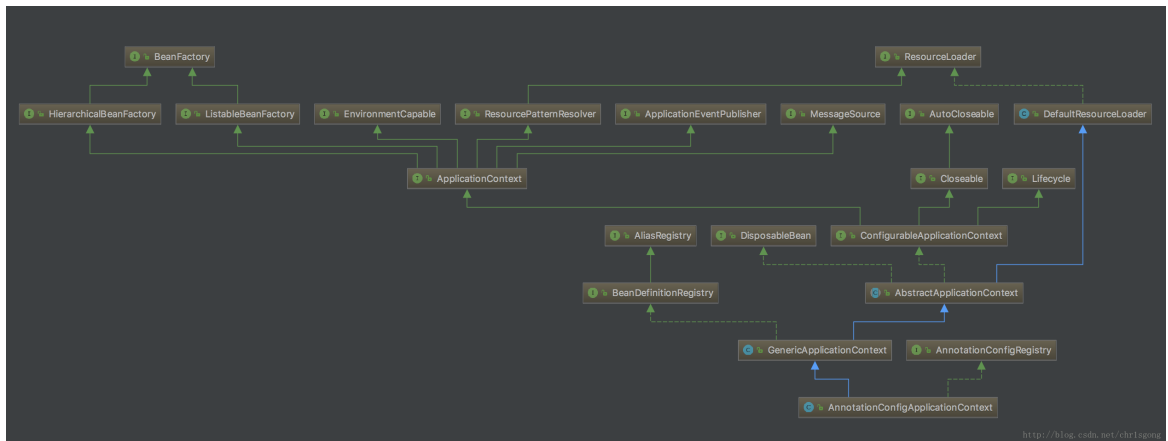 BeanFactory
ResourceLoader
HierarchicalBeanFactory
ListableBeanFactory
EnvironmentCapable
ResourcePatternResolver
ApplicationEventPublisher
MessageSource
AutoCloseable
DefaultResourceLoader
ApplicationContext
Closeable
Lifecycle
AliasRegistry
DisposableBean
ConfigurableApplicationContext
BeanDefinitionRegistry
AbstractApplicationContext
GenericApplicationContext
AnnotationConfigRegistry
AnnotationConfigApplicationContext
http://blog.csdn.net/chr1sgong